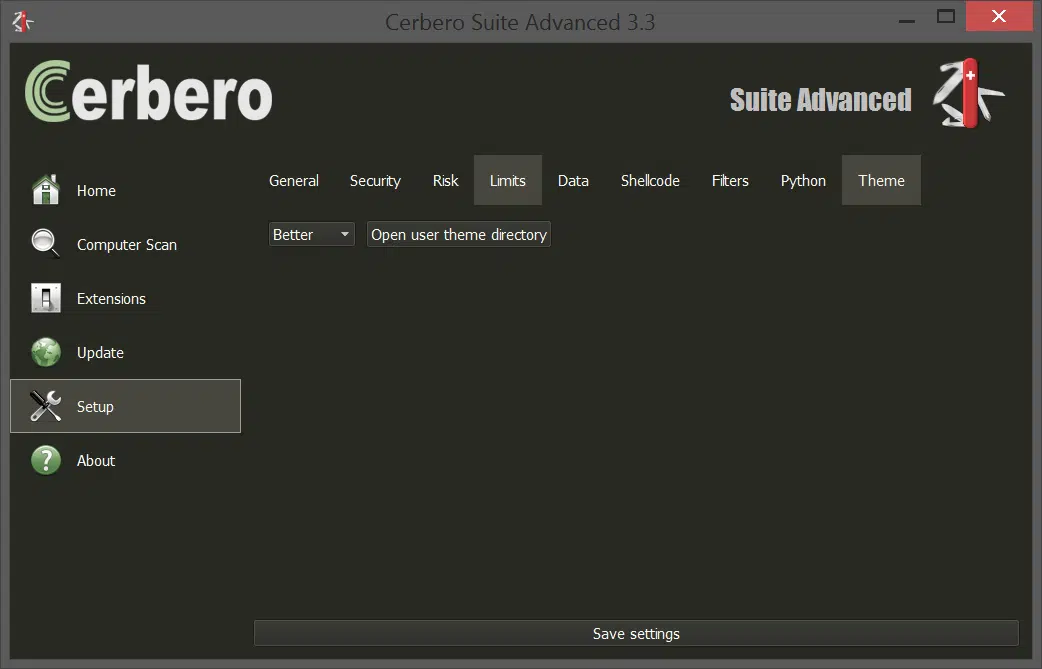 Cerbero Suite Advanced 3.3
Cerbero
Suite Advanced
General Security Risk Limits Data Shellcode Filters Python Theme
Better Open user theme directory
Home
Computer Scan
Extensions
Update
Setup
About
Save settings